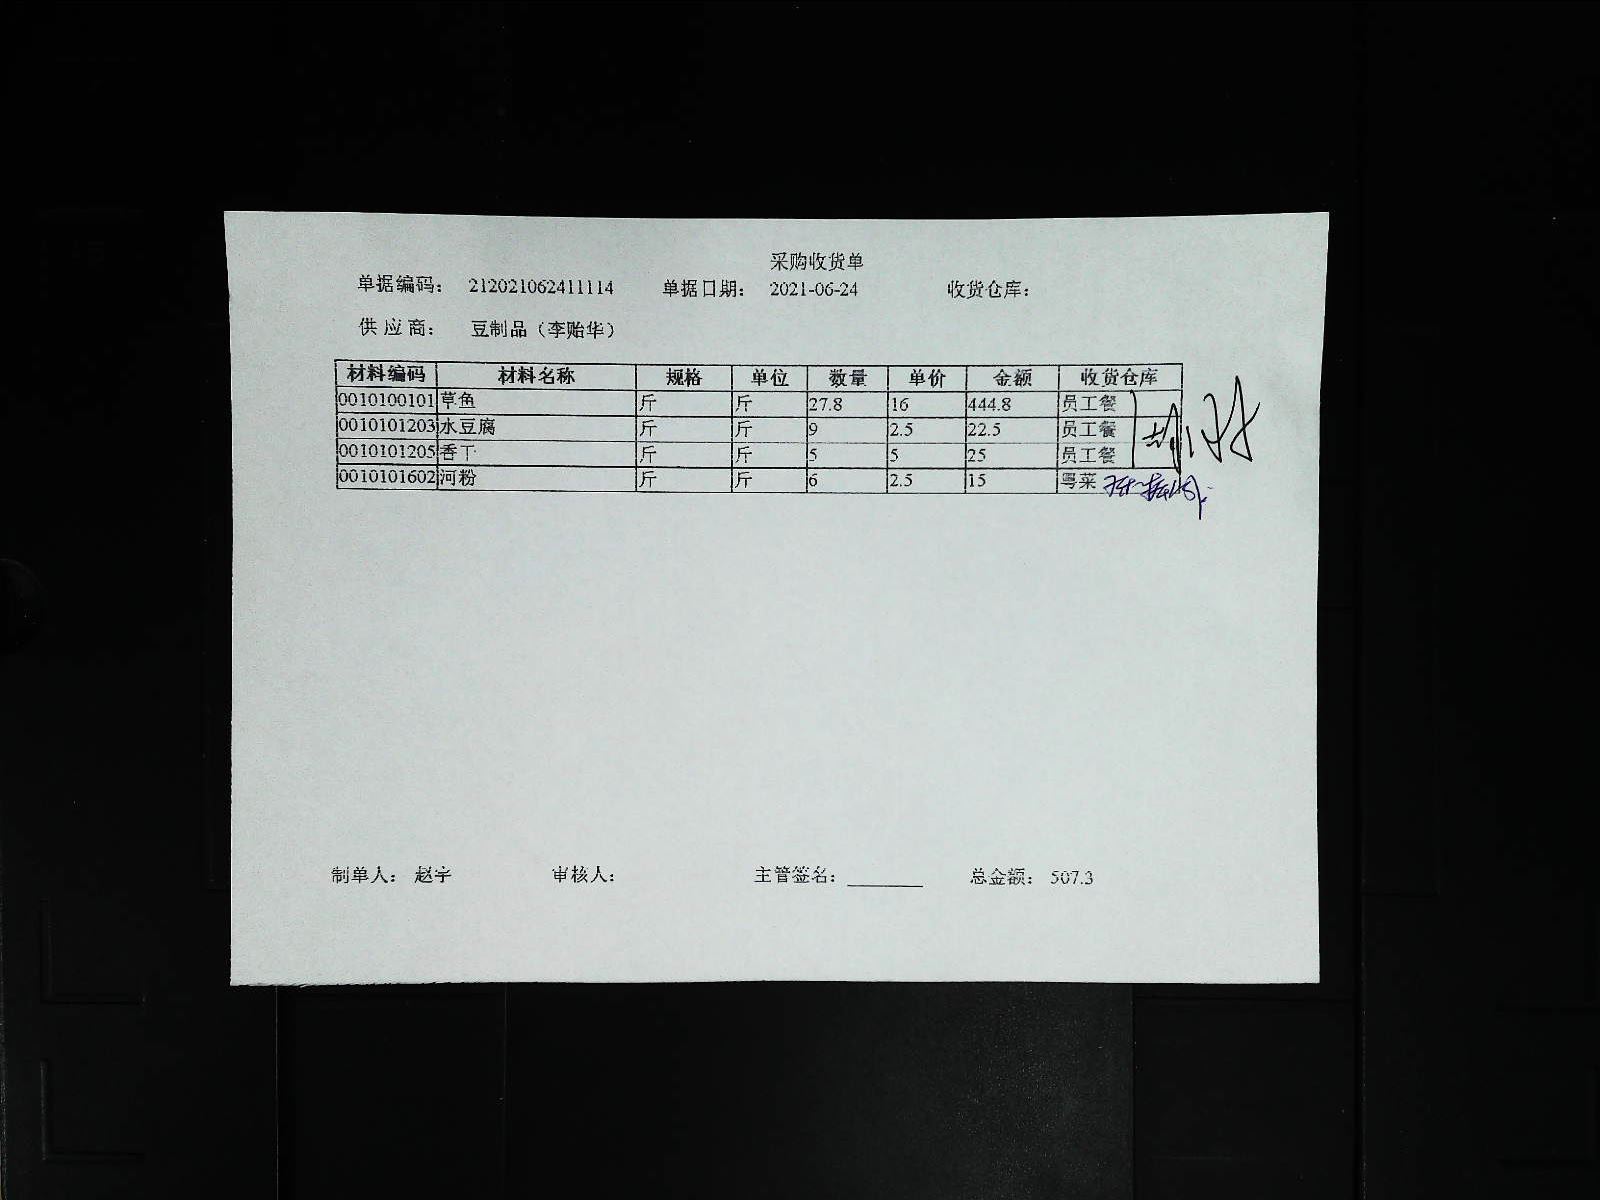 采购收货单
单据编码： 212021062411114 单据日期： 2021-06-24 收货仓库：
供应商： 豆制品（李贻华）
材料编码 材料名称 规格 单位 数量 单价 金额 收货仓库
0010100101 草鱼 斤 斤 27.8 16 444.8 员工餐
0010101203 水豆腐 斤 斤 9 2.5 22.5 员工餐
0010101205 香干 斤 斤 5 5 25 员工餐
0010101602 河粉 斤 斤 6 2.5 15 粤菜
制单人： 赵宇 审核人： 主管签名： 总金额： 507.3